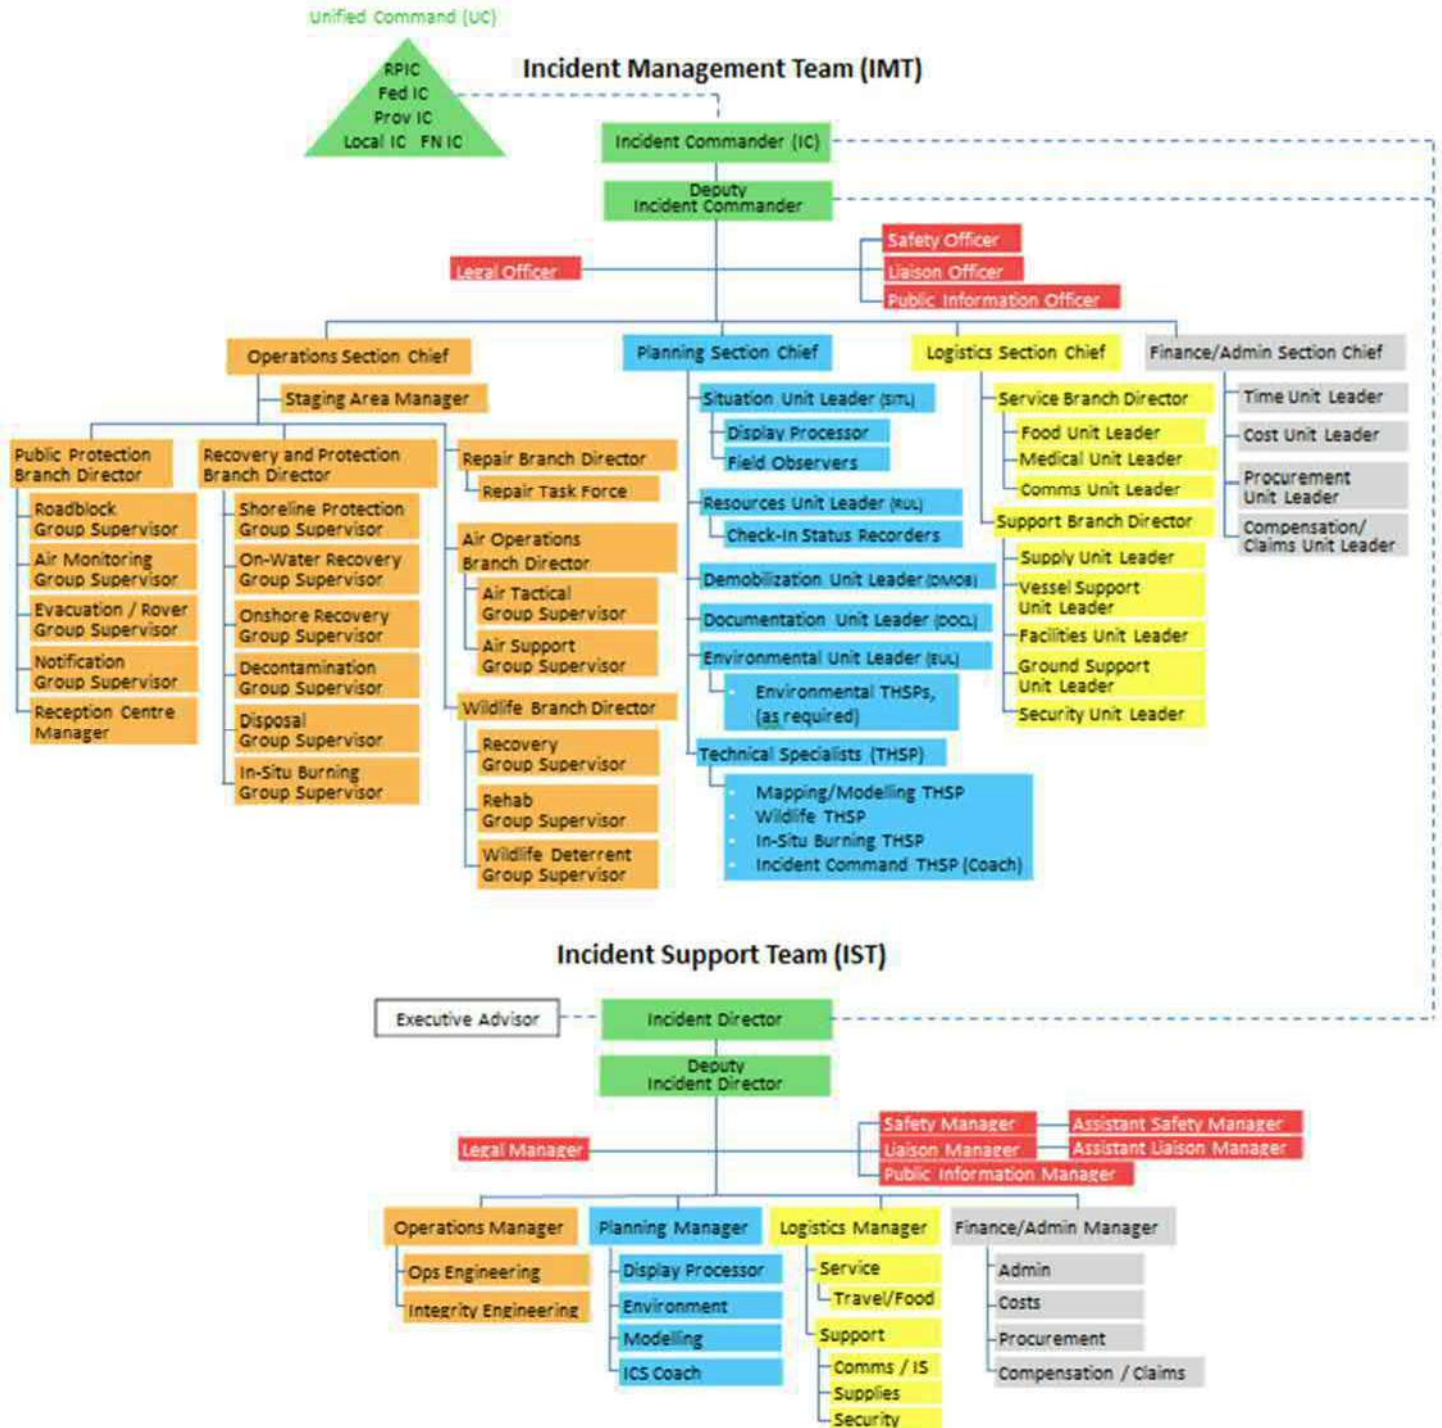 Unified Command (UC)
RPIC
Fed IC
Prov IC
Local IC FN IC
Incident Management Team (IMT)
Incident Commander (IC)
Deputy
Incident Commander
Legal Officer
Safety Officer
Liaison Officer
Public Information Officer
Operations Section Chief
Staging Area Manager
Public Protection
Branch Director
Roadblock
Group Supervisor
Air Monitoring
Group Supervisor
Evacuation / Rover
Group Supervisor
Notification
Group Supervisor
Reception Centre
Manager
Recovery and Protection
Branch Director
Shoreline Protection
Group Supervisor
On-Water Recovery
Group Supervisor
Onshore Recovery
Group Supervisor
Decontamination
Group Supervisor
Disposal
Group Supervisor
In-Situ Burning
Group Supervisor
Repair Branch Director
Repair Task Force
Air Operations
Branch Director
Air Tactical
Group Supervisor
Air Support
Group Supervisor
Wildlife Branch Director
Recovery
Group Supervisor
Rehab
Group Supervisor
Wildlife Deterrent
Group Supervisor
Planning Section Chief
Situation Unit Leader (SITL)
Display Processor
Field Observers
Resources Unit Leader (RUL)
Check-In Status Recorders
Demobilization Unit Leader (DMOB)
Documentation Unit Leader (DOCL)
Environmental Unit Leader (EUL)
Environmental THSPs,
(as required)
Technical Specialists (THSP)
Mapping/Modelling THSP
Wildlife THSP
In-Situ Burning THSP
Incident Command THSP (Coach)
Logistics Section Chief
Service Branch Director
Food Unit Leader
Medical Unit Leader
Comms Unit Leader
Support Branch Director
Supply Unit Leader
Vessel Support
Unit Leader
Facilities Unit Leader
Ground Support
Unit Leader
Security Unit Leader
Finance/Admin Section Chief
Time Unit Leader
Cost Unit Leader
Procurement
Unit Leader
Compensation/
Claims Unit Leader
Incident Support Team (IST)
Executive Advisor
Incident Director
Deputy
Incident Director
Legal Manager
Safety Manager
Assistant Safety Manager
Liaison Manager
Assistant Liaison Manager
Public Information Manager
Operations Manager
Ops Engineering
Integrity Engineering
Planning Manager
Display Processor
Environment
Modelling
ICS Coach
Logistics Manager
Service
Travel/Food
Support
Comms / IS
Supplies
Security
Finance/Admin Manager
Admin
Costs
Procurement
Compensation / Claims